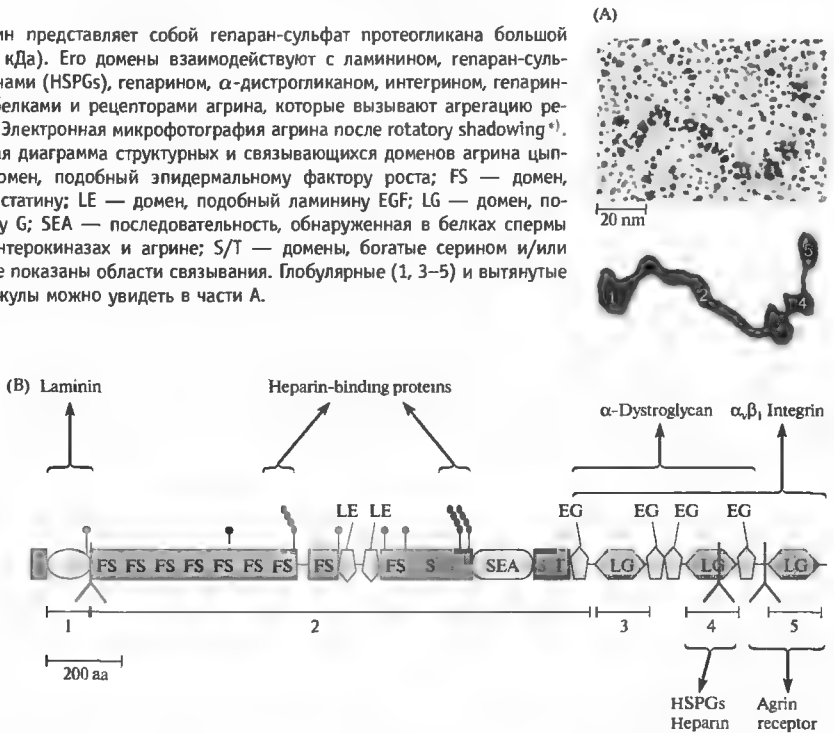 ин представляет собой гепаран-сульфат протеогликана большой
кДа). Его домены взаимодействуют с ламинином, гепаран-суль-
нами (HSPGs), гепарином, α-дистрогликаном, интегрином, гепарин-
белками и рецепторами агрина, которые вызывают агрегацию ре-
Электронная микрофотография агрина после rotatory shadowing *).
ая диаграмма структурных и связывающихся доменов агрина цып-
омен, подобный эпидермальному фактору роста; FS — домен,
статину; LE — домен, подобный ламинину EGF; LG — домен, по-
у G; SEA — последовательность, обнаруженная в белках спермы
нтерокиназах и агрине; S/T — домены, богатые серином и/или
е показаны области связывания. Глобулярные (1, 3–5) и вытянутые
кулы можно увидеть в части А.
(A)
20 nm
1 2 4 5
(B) Laminin Heparin-binding proteins
α-Dystroglycan αvβ1 Integrin
LE LE EG EG EG EG
FS FS FS FS FS FS FS FS FS S SEA LG LG LG
1 2 3 4 5
200 aa
HSPGs Agrin
Heparin receptor